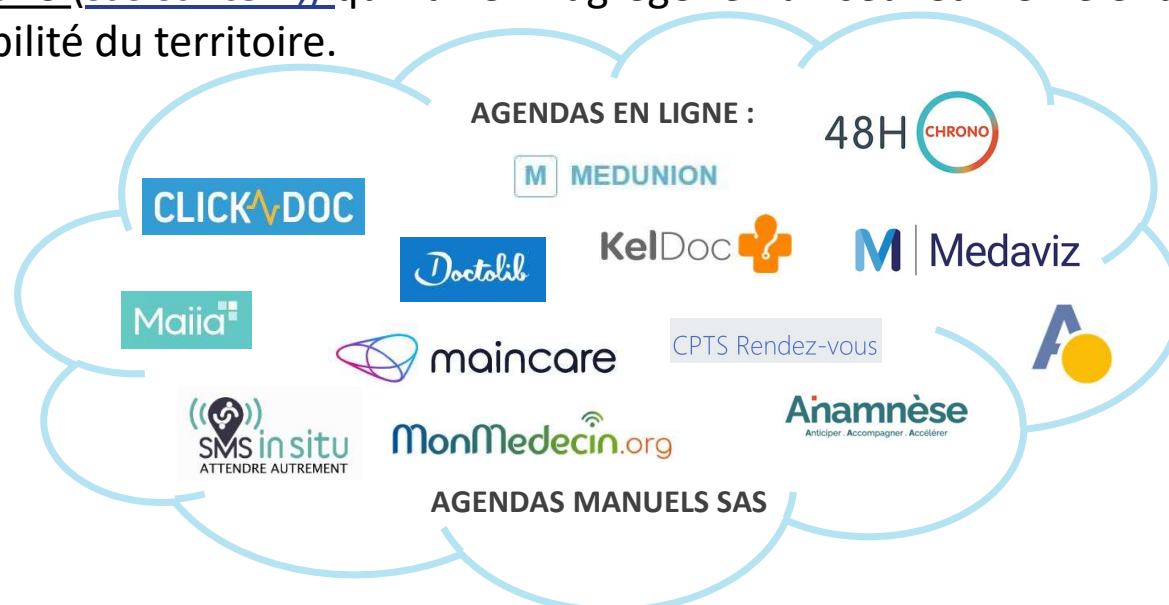 bilité du territoire.
AGENDAS EN LIGNE :
48H CHRONO
M MEDUNION
CLICK DOC
KelDoc
Doctolib
M Medaviz
Maiia
maincare
CPTS Rendez-vous
SMS in situ
ATTENDRE AUTREMENT
MonMedecin.org
Anamnèse
Anticiper . Accompagner . Accélérer
AGENDAS MANUELS SAS